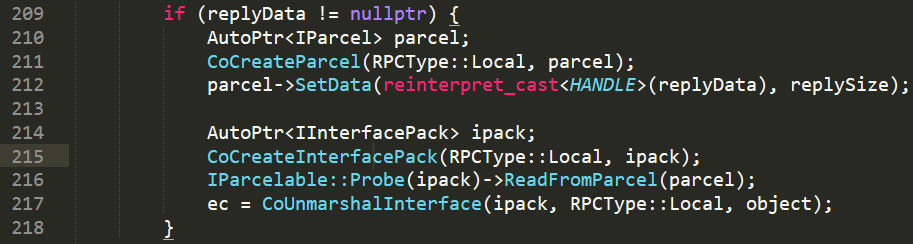 209 if (replyData != nullptr) {
210 AutoPtr<IParcel> parcel;
211 CoCreateParcel(RPCType::Local, parcel);
212 parcel->SetData(reinterpret_cast<HANDLE>(replyData), replySize);
213
214 AutoPtr<IInterfacePack> ipack;
215 CoCreateInterfacePack(RPCType::Local, ipack);
216 IParcelable::Probe(ipack)->ReadFromParcel(parcel);
217 ec = CoUnmarshalInterface(ipack, RPCType::Local, object);
218 }